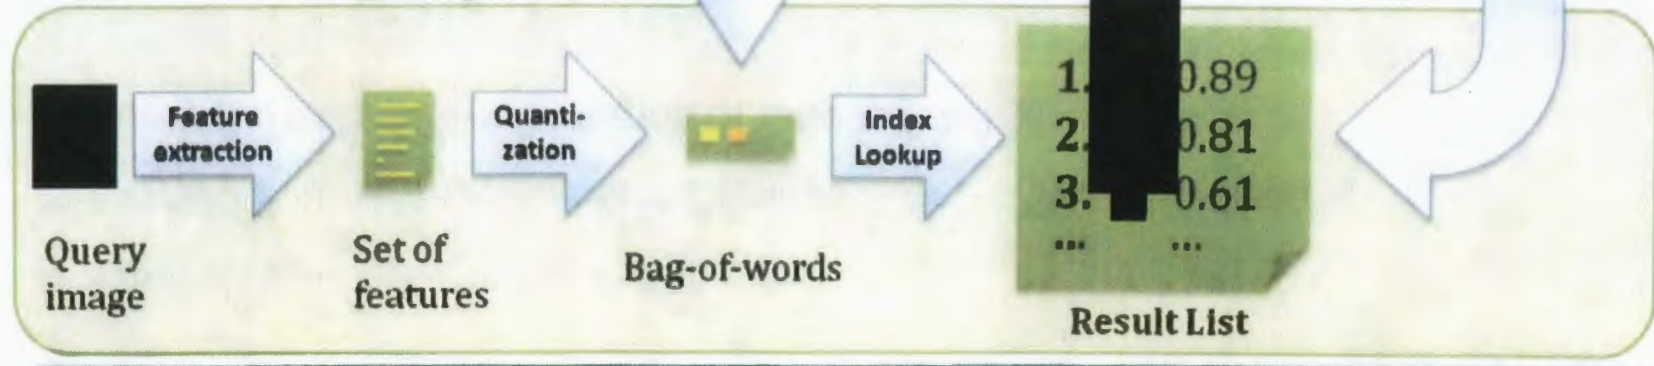 Feature
extraction
Quanti-
zation
Index
Lookup
1. 0.89
2. 0.81
3. 0.61
... ...
Query
image
Set of
features
Bag-of-words
Result List